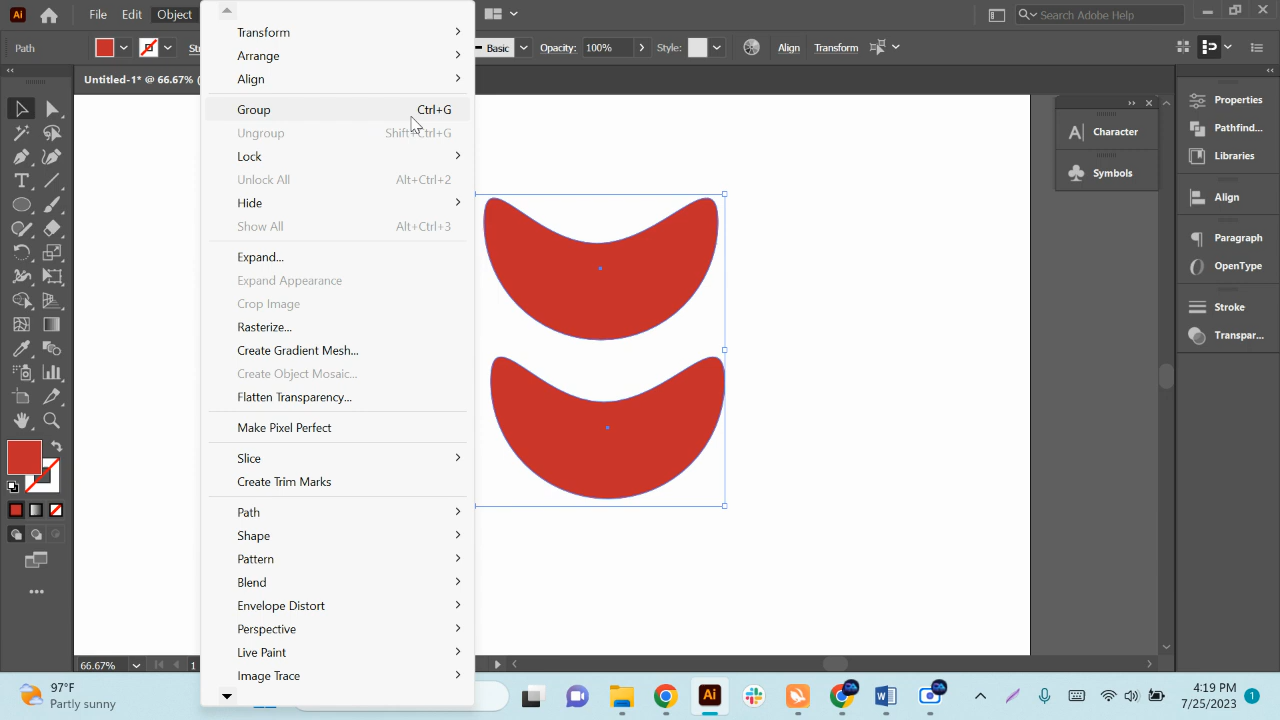 Ai File Edit Object Search Adobe Help
Path Basic Opacity: 100% Style: Align Transform
Untitled-1* @ 66.67%
Transform
Arrange
Align
Group Ctrl+G
Ungroup Shift+Ctrl+G
Lock
Unlock All Alt+Ctrl+2
Hide
Show All Alt+Ctrl+3
Expand...
Expand Appearance
Crop Image
Rasterize...
Create Gradient Mesh...
Create Object Mosaic...
Flatten Transparency...
Make Pixel Perfect
Slice
Create Trim Marks
Path
Shape
Pattern
Blend
Envelope Distort
Perspective
Live Paint
Image Trace
Character
Symbols
Properties
Pathfind...
Libraries
Align
Paragraph
OpenType
Stroke
Transpar...
66.67% 1
97°F
Partly sunny
Ai
4:19 PM
7/25/2023
1